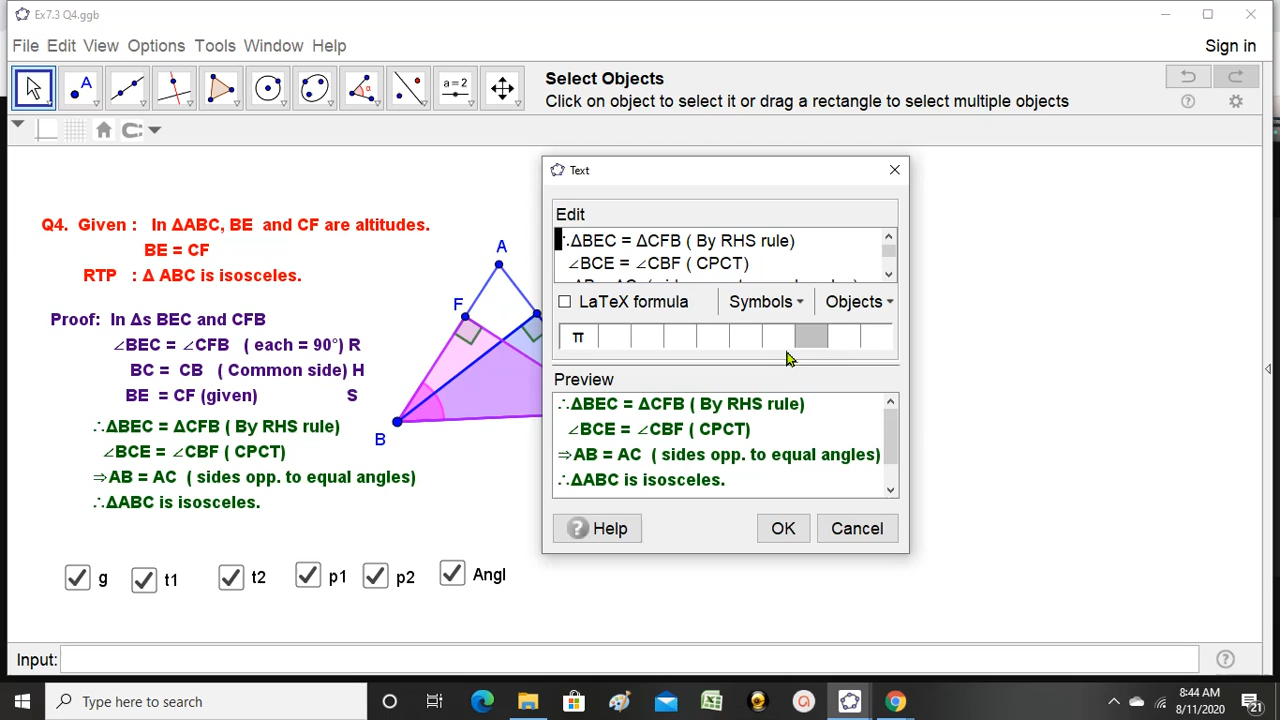 Ex7.3 Q4.ggb
File Edit View Options Tools Window Help
Sign in
A
α
a=2
Select Objects
Click on object to select it or drag a rectangle to select multiple objects
Q4. Given : In ΔABC, BE and CF are altitudes.
BE = CF
RTP : Δ ABC is isosceles.
Proof: In Δs BEC and CFB
∠BEC = ∠CFB ( each = 90°) R
BC = CB ( Common side) H
BE = CF (given) S
∴ΔBEC = ΔCFB ( By RHS rule)
∠BCE = ∠CBF ( CPCT)
⇒AB = AC ( sides opp. to equal angles)
∴ΔABC is isosceles.
A
F
B
g
t1
t2
p1
p2
Angl
Text
Edit
∴ΔBEC = ΔCFB ( By RHS rule)
∠BCE = ∠CBF ( CPCT)
LaTeX formula
Symbols
Objects
π
Preview
∴ΔBEC = ΔCFB ( By RHS rule)
∠BCE = ∠CBF ( CPCT)
⇒AB = AC ( sides opp. to equal angles)
∴ΔABC is isosceles.
? Help
OK
Cancel
Input:
Type here to search
8:44 AM
8/11/2020
21